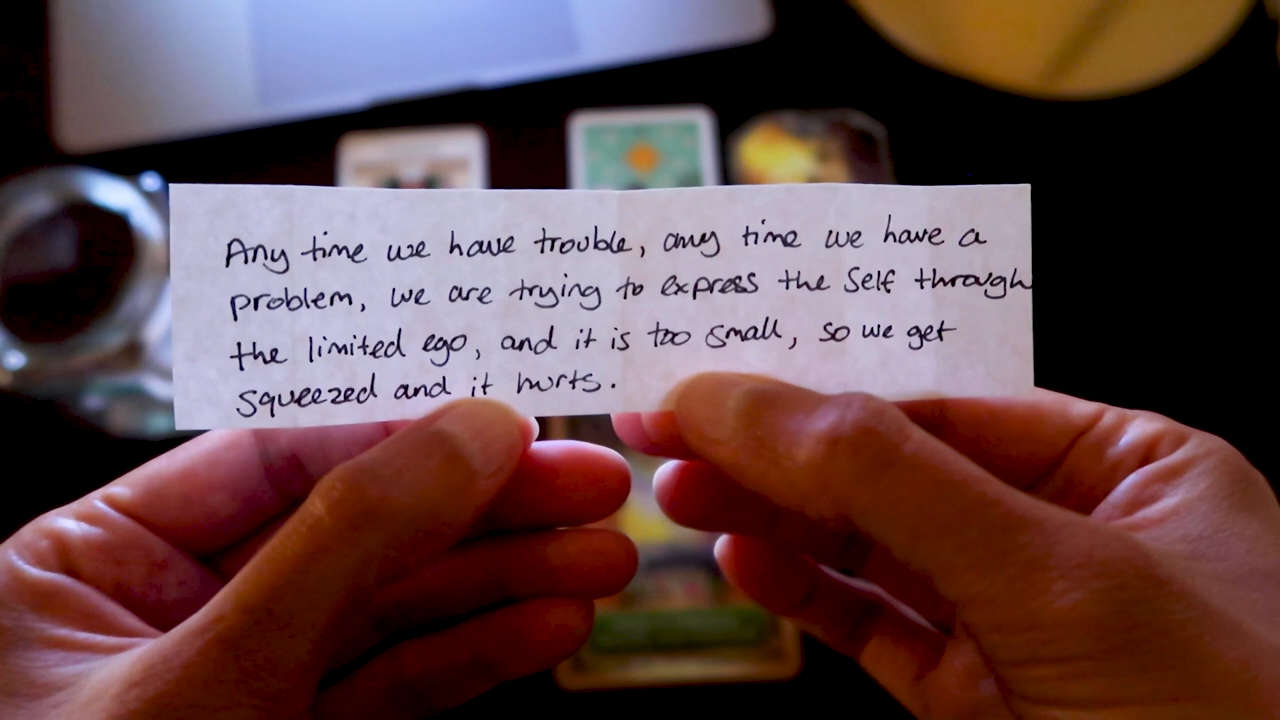 Any time we have trouble, any time we have a
problem, we are trying to express the Self through
the limited ego, and it is too small, so we get
squeezed and it hurts.